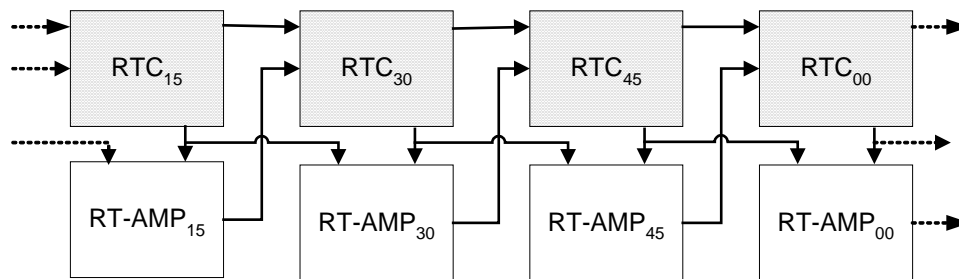 RTC₁₅ RTC₃₀ RTC₄₅ RTC₀₀
RT-AMP₁₅ RT-AMP₃₀ RT-AMP₄₅ RT-AMP₀₀